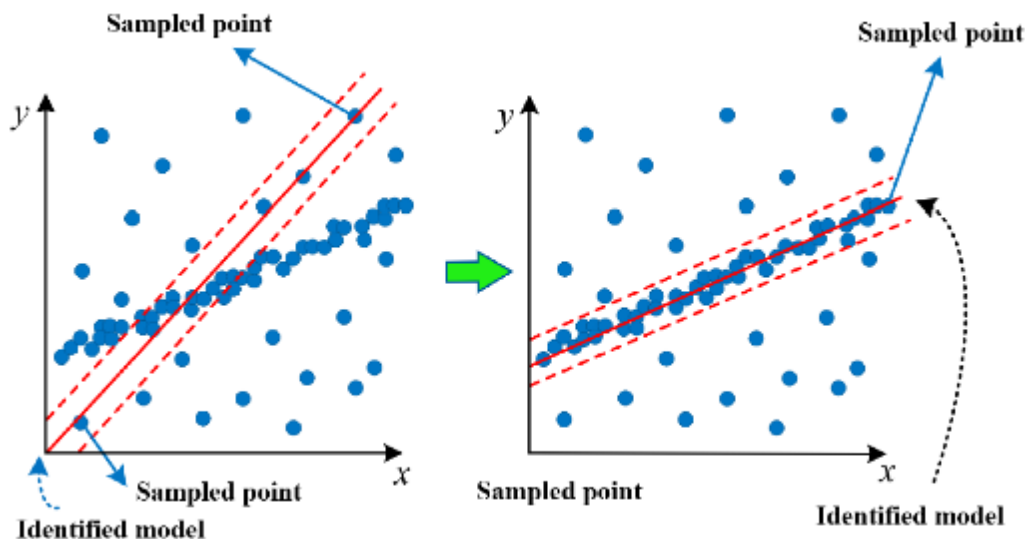 Sampled point
Sampled point
y
y
x
x
Sampled point
Sampled point
Identified model
Identified model